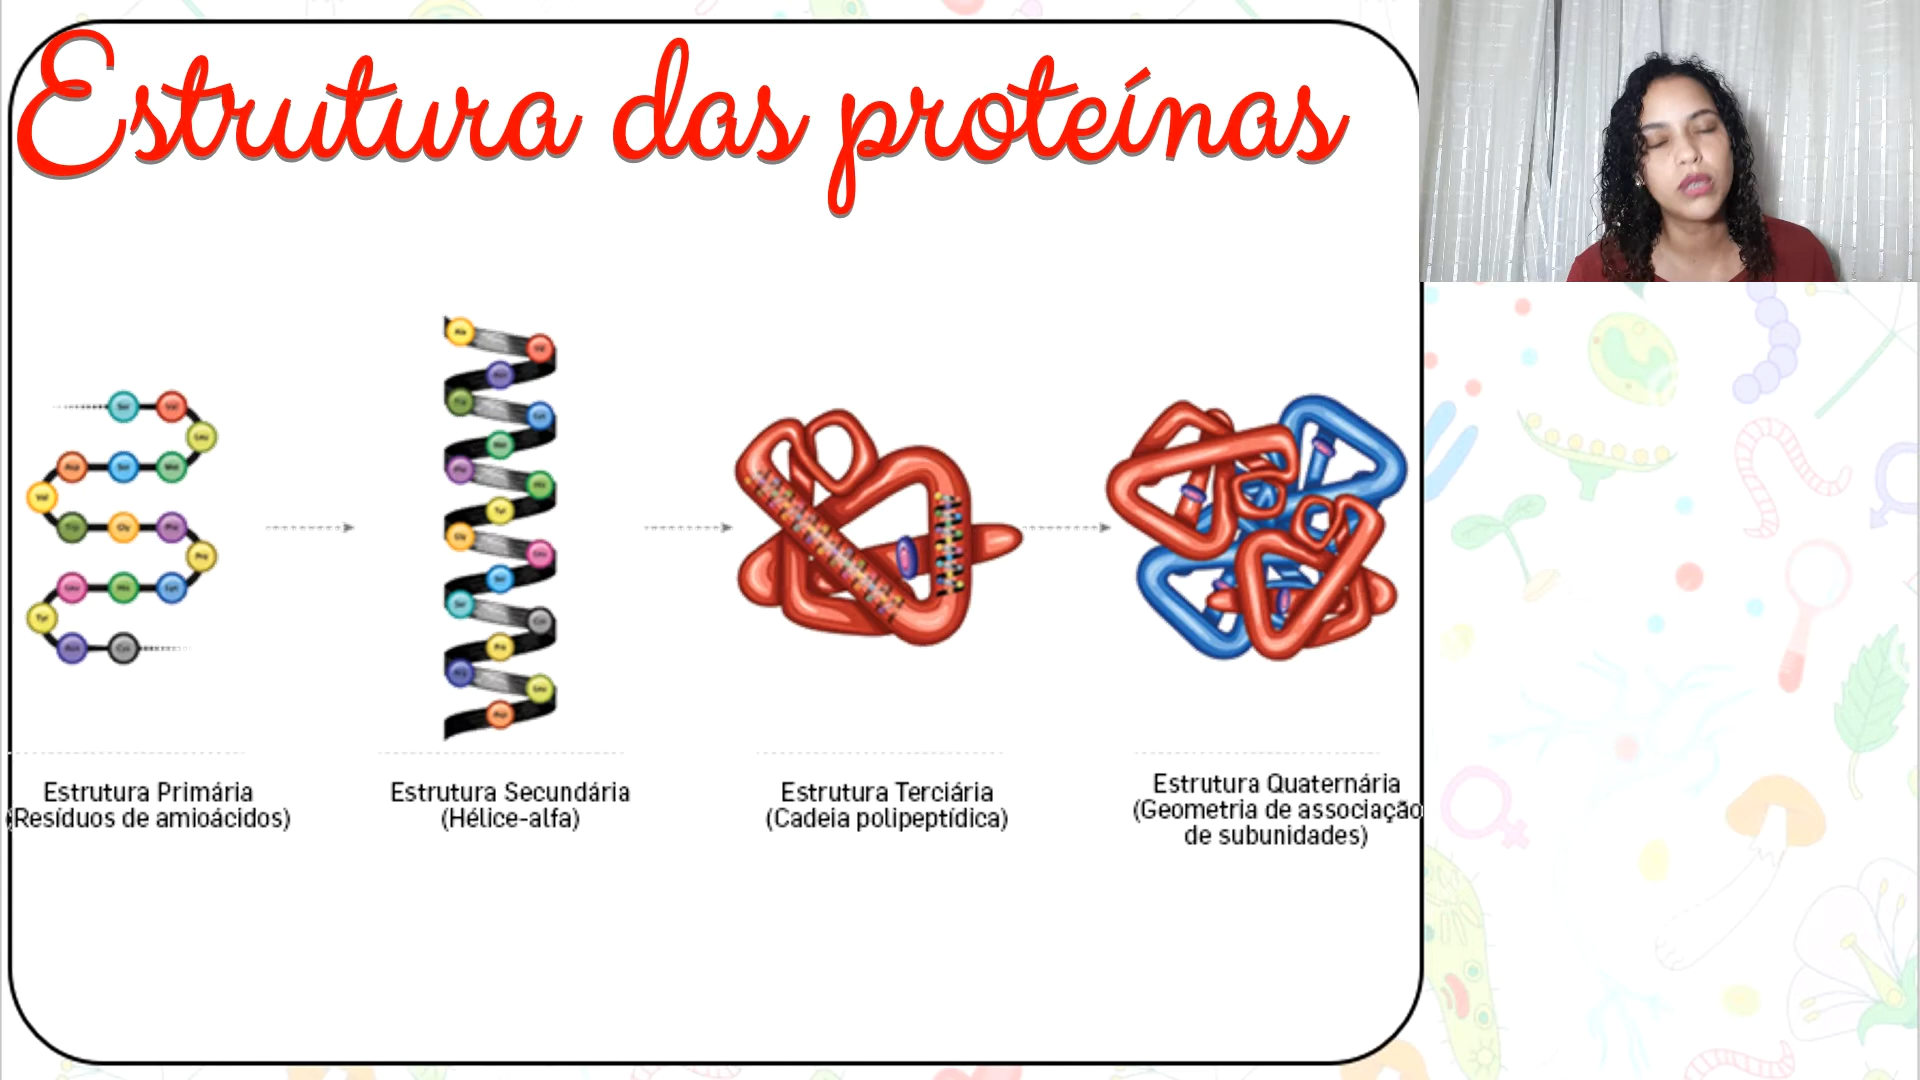 Estrutura das proteínas
Estrutura Primária
(Resíduos de amioácidos)
Estrutura Secundária
(Hélice-alfa)
Estrutura Terciária
(Cadeia polipeptídica)
Estrutura Quaternária
(Geometria de associação
de subunidades)